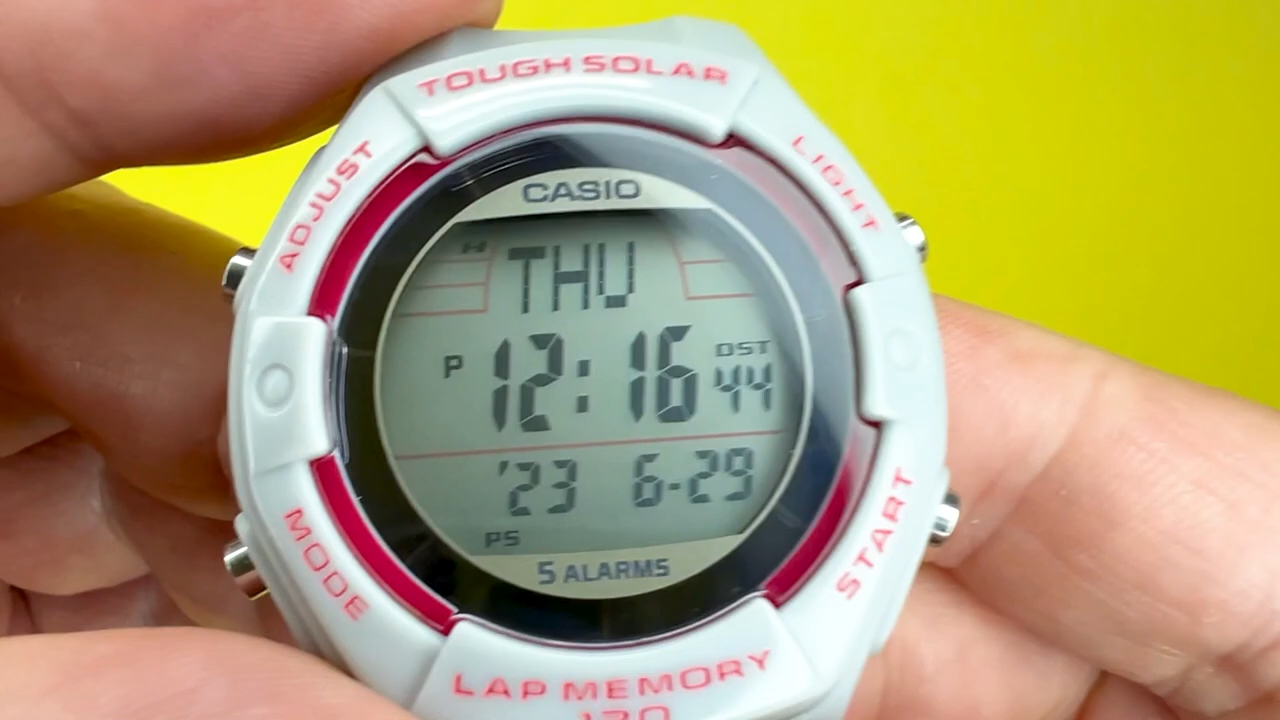 TOUGH SOLAR
ADJUST
LIGHT
CASIO
H
THU
P 12:16 DST 44
'23 6-29
PS
5 ALARMS
MODE
START
LAP MEMORY
120